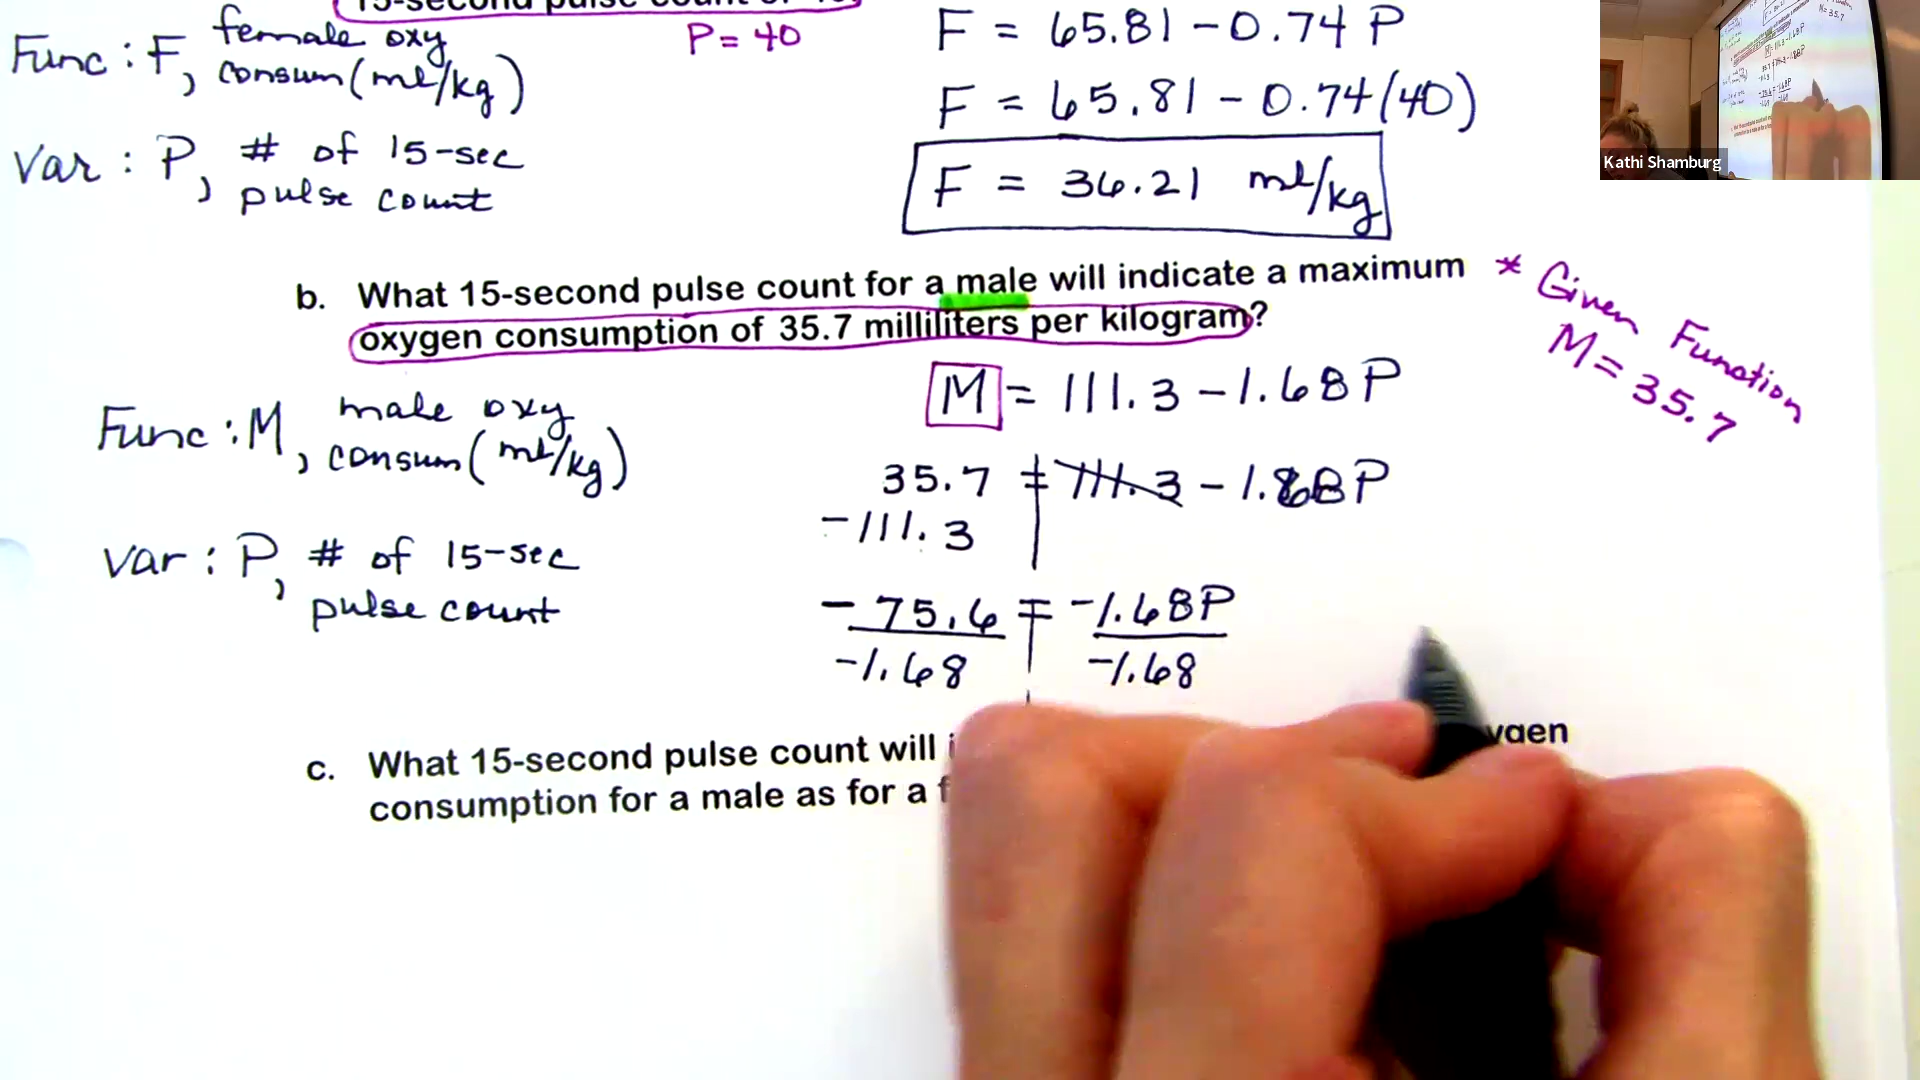 Func : F, female oxy
consum (ml/kg)
P = 40
Var : P, # of 15-sec
pulse count
F = 65.81 - 0.74 P
F = 65.81 - 0.74(40)
F = 36.21 ml/kg
Kathi Shamburg
b. What 15-second pulse count for a male will indicate a maximum
oxygen consumption of 35.7 milliliters per kilogram?
* Given Function
M = 35.7
Func : M, male oxy
consum (ml/kg)
Var : P, # of 15-sec
pulse count
M = 111.3 - 1.68 P
35.7 = 111.3 - 1.68 P
-111.3
-75.6 = -1.68P
-1.68 -1.68
c. What 15-second pulse count will
consumption for a male as for a